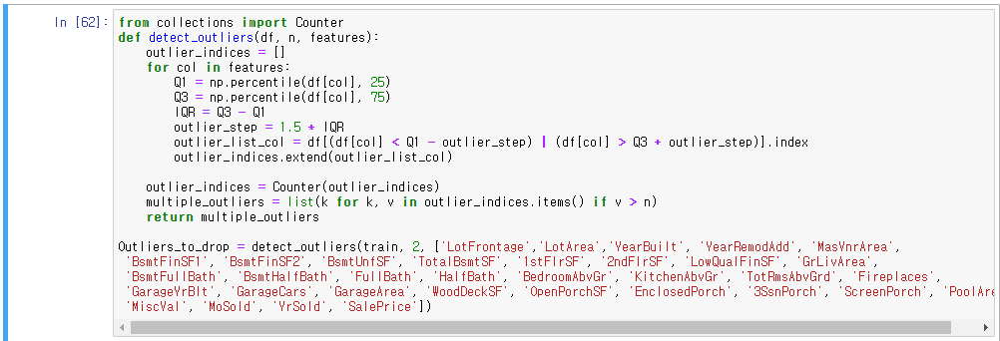 In [62]: from collections import Counter
def detect_outliers(df, n, features):
    outlier_indices = []
    for col in features:
        Q1 = np.percentile(df[col], 25)
        Q3 = np.percentile(df[col], 75)
        IQR = Q3 - Q1
        outlier_step = 1.5 * IQR
        outlier_list_col = df[(df[col] < Q1 - outlier_step) | (df[col] > Q3 + outlier_step)].index
        outlier_indices.extend(outlier_list_col)

    outlier_indices = Counter(outlier_indices)
    multiple_outliers = list(k for k, v in outlier_indices.items() if v > n)
    return multiple_outliers

Outliers_to_drop = detect_outliers(train, 2, ['LotFrontage','LotArea','YearBuilt', 'YearRemodAdd', 'MasVnrArea',
 'BsmtFinSF1', 'BsmtFinSF2', 'BsmtUnfSF', 'TotalBsmtSF', '1stFlrSF', '2ndFlrSF', 'LowQualFinSF', 'GrLivArea',
 'BsmtFullBath', 'BsmtHalfBath', 'FullBath', 'HalfBath', 'BedroomAbvGr', 'KitchenAbvGr', 'TotRmsAbvGrd', 'Fireplaces',
 'GarageYrBlt', 'GarageCars', 'GarageArea', 'WoodDeckSF', 'OpenPorchSF', 'EnclosedPorch', '3SsnPorch', 'ScreenPorch', 'PoolAre
 'MiscVal', 'MoSold', 'YrSold', 'SalePrice'])